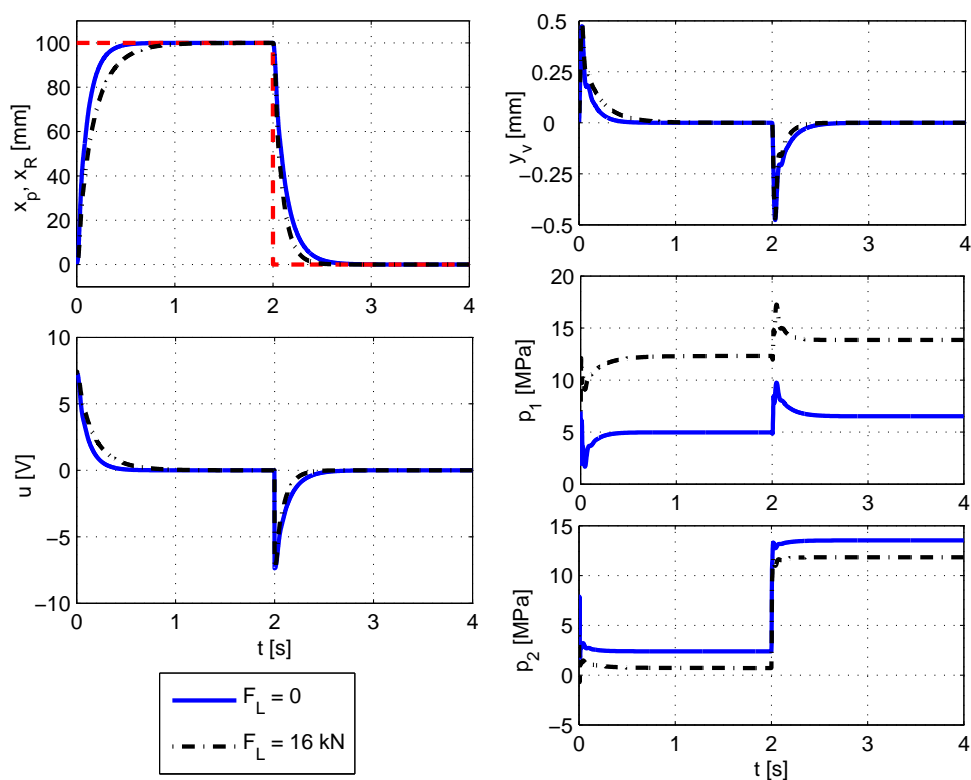 100
80
60
40
20
0
x_p, x_R [mm]
0 1 2 3 4
10
5
0
−5
−10
u [V]
0 1 2 3 4
t [s]
F_L = 0
F_L = 16 kN
0.5
0.25
0
−0.25
−0.5
y_v [mm]
0 1 2 3 4
20
15
10
5
0
p_1 [MPa]
0 1 2 3 4
15
10
5
0
−5
p_2 [MPa]
0 1 2 3 4
t [s]